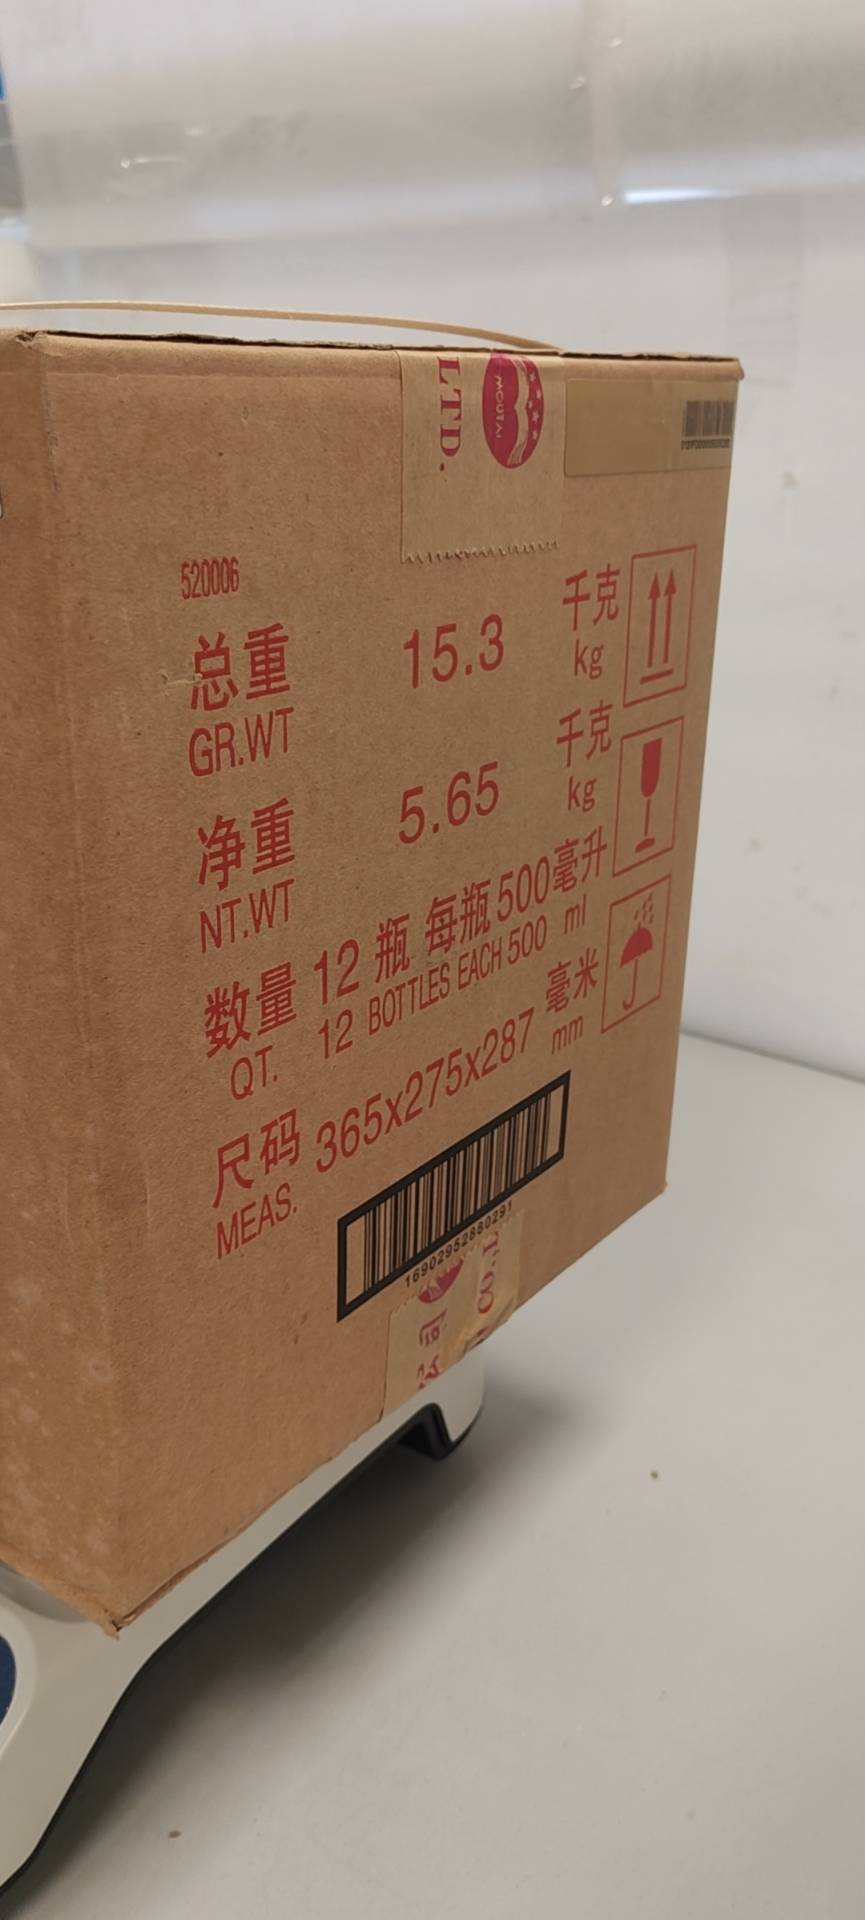 LTD.
MOUTAI
520006
总重 15.3 千克
GR.WT kg
净重 5.65 千克
NT.WT kg
数量 12 瓶 每瓶 500 毫升
QT. 12 BOTTLES EACH 500 ml
尺码 365x275x287 毫米
MEAS. mm
16902952880291
CO.